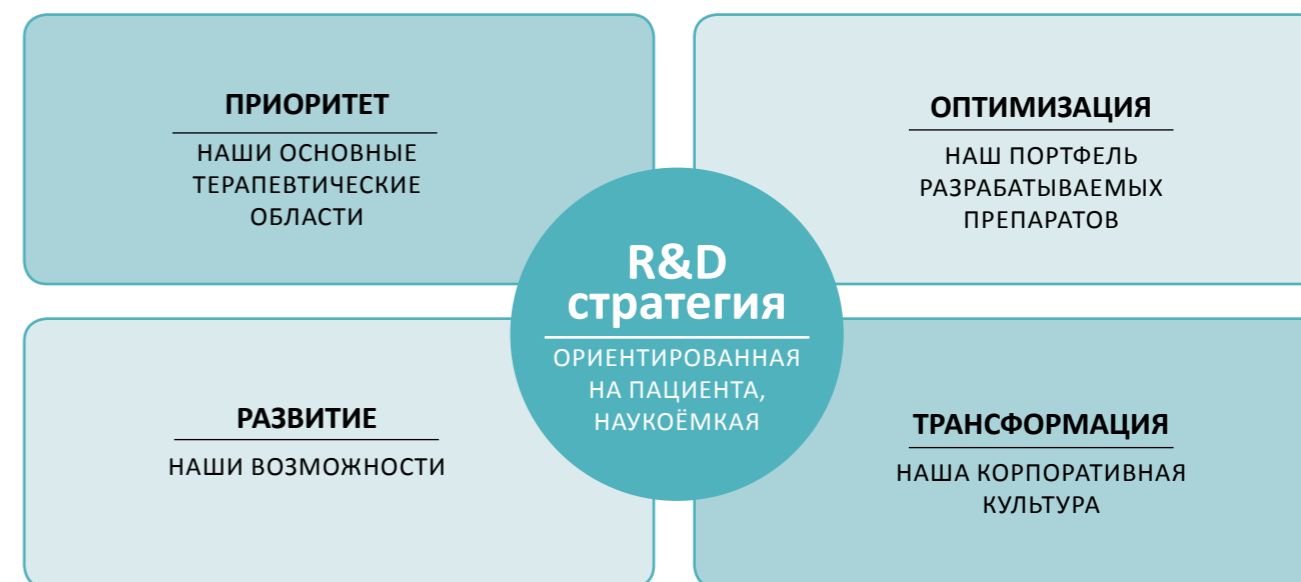 ПРИОРИТЕТ
НАШИ ОСНОВНЫЕ
ТЕРАПЕВТИЧЕСКИЕ
ОБЛАСТИ
ОПТИМИЗАЦИЯ
НАШ ПОРТФЕЛЬ
РАЗРАБАТЫВАЕМЫХ
ПРЕПАРАТОВ
R&D
стратегия
ОРИЕНТИРОВАННАЯ
НА ПАЦИЕНТА,
НАУКОЁМКАЯ
РАЗВИТИЕ
НАШИ ВОЗМОЖНОСТИ
ТРАНСФОРМАЦИЯ
НАША КОРПОРАТИВНАЯ
КУЛЬТУРА